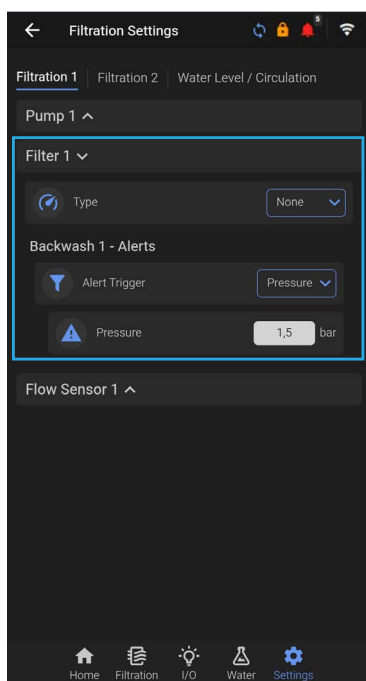 Filtration Settings
5
Filtration 1 Filtration 2 Water Level / Circulation
Pump 1
Filter 1
Type None
Backwash 1 - Alerts
Alert Trigger Pressure
Pressure 1,5 bar
Flow Sensor 1
Home Filtration I/O Water Settings